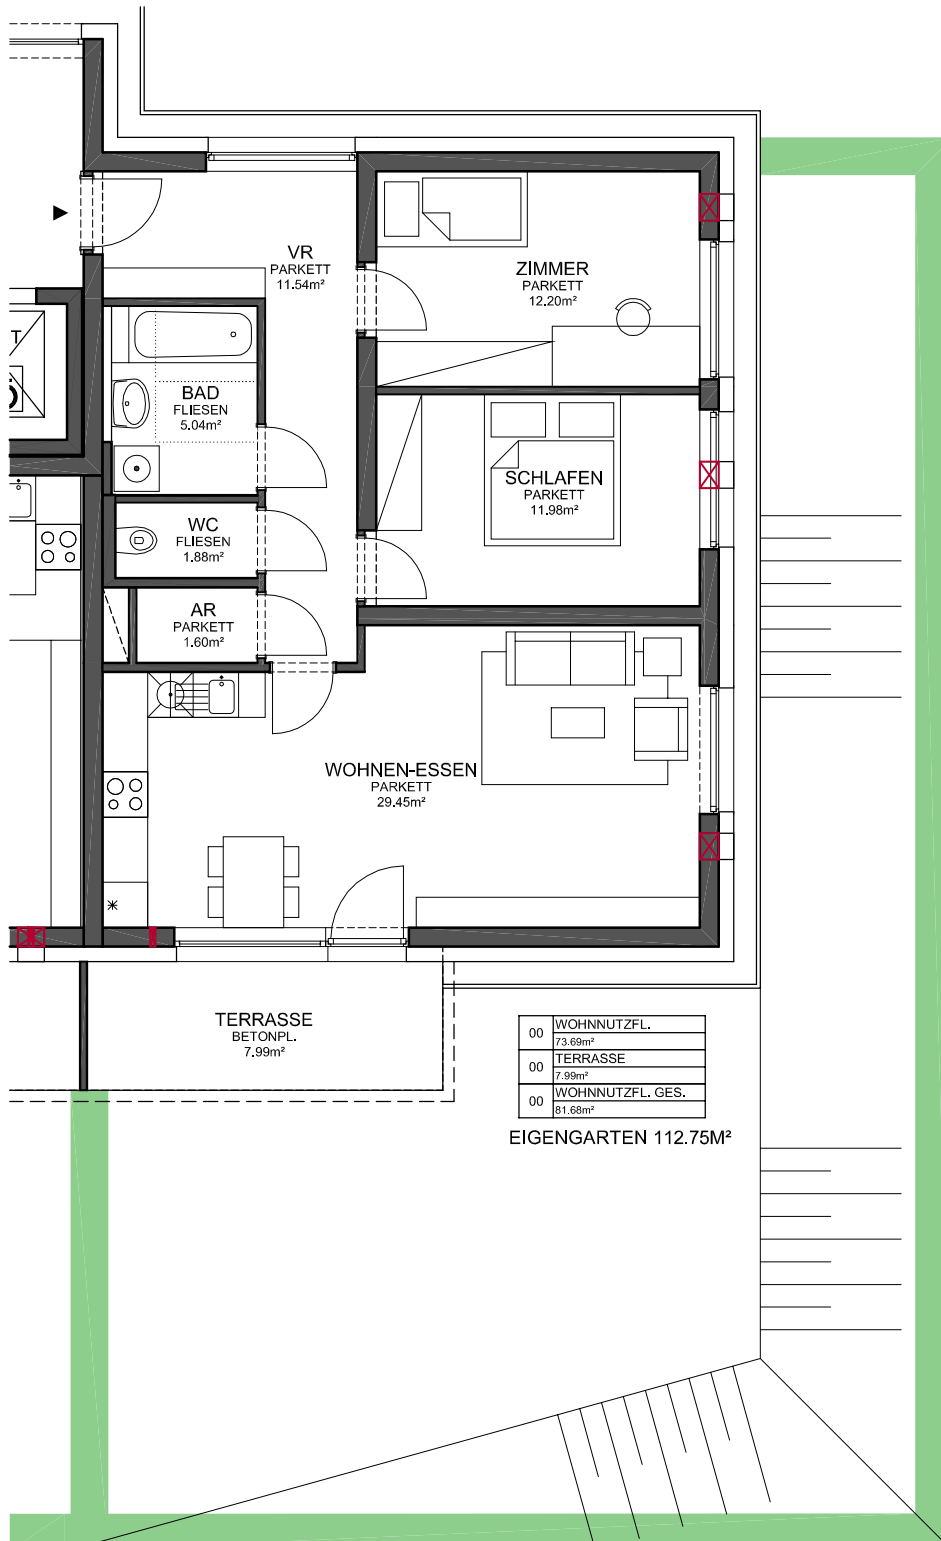 VR
PARKETT
11.54m²
ZIMMER
PARKETT
12.20m²
T
BAD
FLIESEN
5.04m²
SCHLAFEN
PARKETT
11.98m²
WC
FLIESEN
1.88m²
AR
PARKETT
1.60m²
WOHNEN-ESSEN
PARKETT
29.45m²
TERRASSE
BETONPL.
7.99m²
00 WOHNNUTZFL.
73.69m²
00 TERRASSE
7.99m²
00 WOHNNUTZFL. GES.
81.68m²
EIGENGARTEN 112.75M²